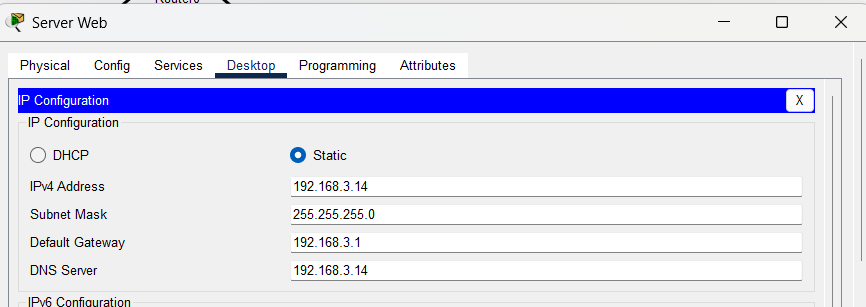 Router0
Server Web
Physical Config Services Desktop Programming Attributes
IP Configuration X
IP Configuration
DHCP Static
IPv4 Address 192.168.3.14
Subnet Mask 255.255.255.0
Default Gateway 192.168.3.1
DNS Server 192.168.3.14
IPv6 Configuration